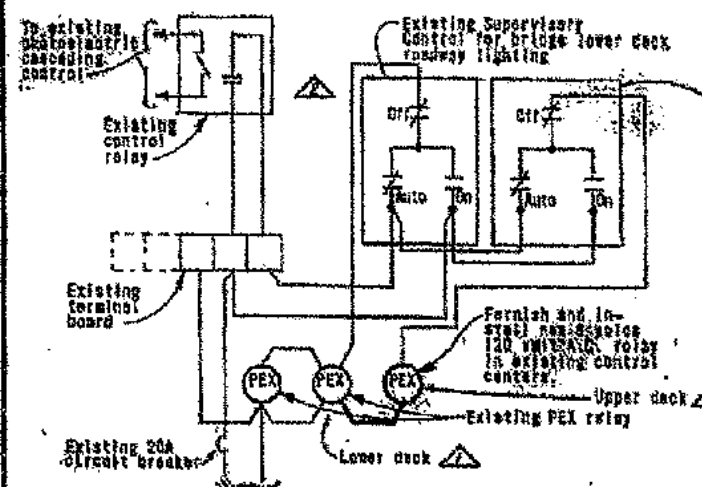 To existing
photoelectric
cascading
control
Existing
control
relay
2
Existing Supervisory
Control for bridge lower deck
roadway lighting
Off
Auto
On
Off
Auto
On
Existing
terminal
board
Furnish and in-
stall
120 relay
in existing control
centers.
PEX
PEX
PEX
Upper deck
Existing PEX relay
Existing 20A
circuit breaker
Lower deck